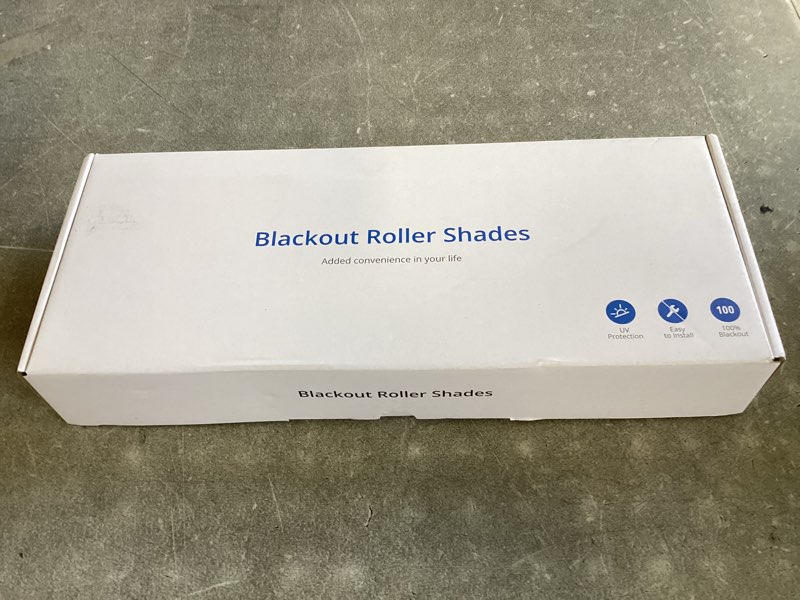 Blackout Roller Shades
Added convenience in your life
100
UV
Protection
Easy
to Install
100%
Blackout
Blackout Roller Shades